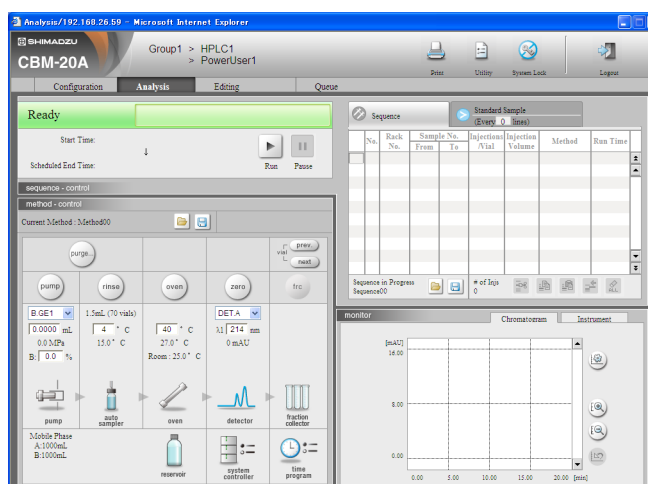 Analysis/192.168.26.59 - Microsoft Internet Explorer
SHIMADZU
CBM-20A
Group1 > HPLC1
> PowerUser1
Print Utility System Lock Logout
Configuration Analysis Editing Queue
Ready
Start Time:
↓
Scheduled End Time:
Run Pause
sequence - control
method - control
Current Method : Method00
purge...
vial prev. next
pump rinse oven zero frc
B.GE1 1.5mL (70 vials) DET.A
0.0000 mL 4 ° C 40 ° C λ1 214 nm
0.0 MPa 15.0° C 27.0° C 0 mAU
B: 0.0 % Room : 25.0° C
pump auto sampler oven detector fraction collector
Mobile Phase
A:1000mL
B:1000mL
reservoir system controller time program
Sequence Standard Sample
(Every 0 lines)
No. Rack No. Sample No. From To Injections /Vial Injection Volume Method Run Time
Sequence in Progress # of Injs
Sequence00 0
monitor Chromatogram Instrument
[mAU]
16.00
8.00
0.00
0.00 5.00 10.00 15.00 20.00 [min]